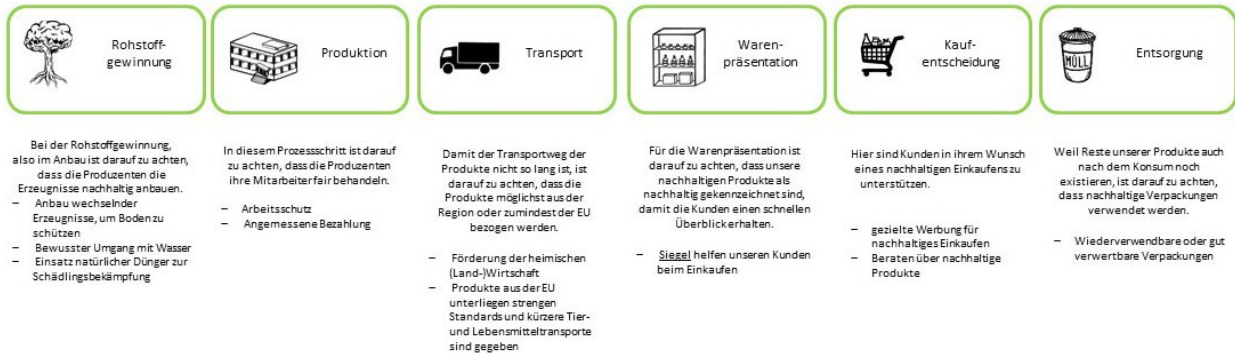 Rohstoff-
gewinnung
Produktion
Transport
Waren-
präsentation
Kauf-
entscheidung
MÜLL
Entsorgung
Bei der Rohstoffgewinnung,
also im Anbau ist darauf zu achten,
dass die Produzenten die
Erzeugnisse nachhaltig anbauen.
– Anbau wechselnder
Erzeugnisse, um Boden zu
schützen
– Bewusster Umgang mit Wasser
– Einsatz natürlicher Dünger zur
Schädlingsbekämpfung
In diesem Prozessschritt ist darauf
zu achten, dass die Produzenten
ihre Mitarbeiter fair behandeln.
– Arbeitsschutz
– Angemessene Bezahlung
Damit der Transportweg der
Produkte nicht so lang ist, ist
darauf zu achten, dass die
Produkte möglichst aus der
Region oder zumindest der EU
bezogen werden.
– Förderung der heimischen
(Land-)Wirtschaft
– Produkte aus der EU
unterliegen strengen
Standards und kürzere Tier-
und Lebensmitteltransporte
sind gegeben
Für die Warenpräsentation ist
darauf zu achten, dass unsere
nachhaltigen Produkte als
nachhaltig gekennzeichnet sind,
damit die Kunden einen schnellen
Überblick erhalten.
– Siegel helfen unseren Kunden
beim Einkaufen
Hier sind Kunden in ihrem Wunsch
eines nachhaltigen Einkaufens zu
unterstützen.
– gezielte Werbung für
nachhaltiges Einkaufen
– Beraten über nachhaltige
Produkte
Weil Reste unserer Produkte auch
nach dem Konsum noch
existieren, ist darauf zu achten,
dass nachhaltige Verpackungen
verwendet werden.
– Wiederverwendbare oder gut
verwertbare Verpackungen